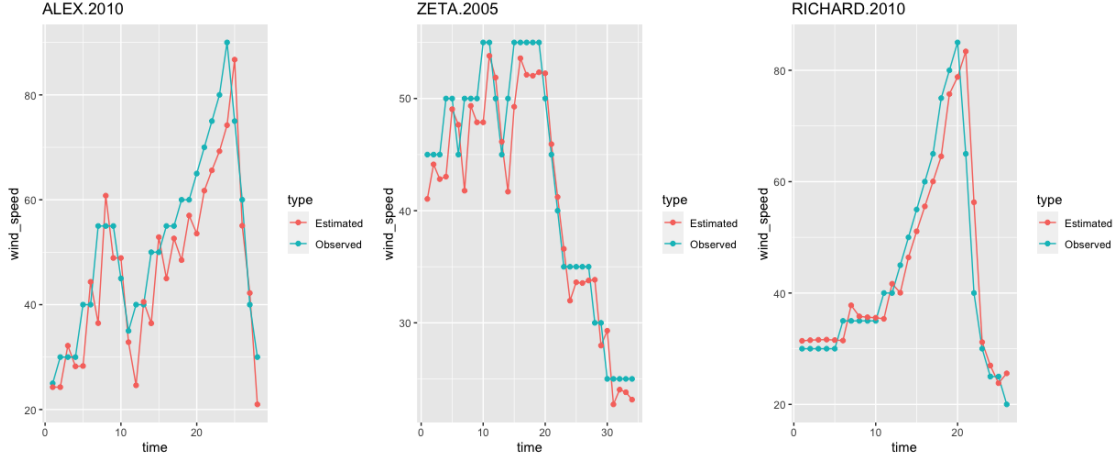 ALEX.2010
wind_speed
80
60
40
20
0
10
20
time
type
Estimated
Observed
ZETA.2005
wind_speed
50
40
30
0
10
20
30
time
type
Estimated
Observed
RICHARD.2010
wind_speed
80
60
40
20
0
10
20
time
type
Estimated
Observed